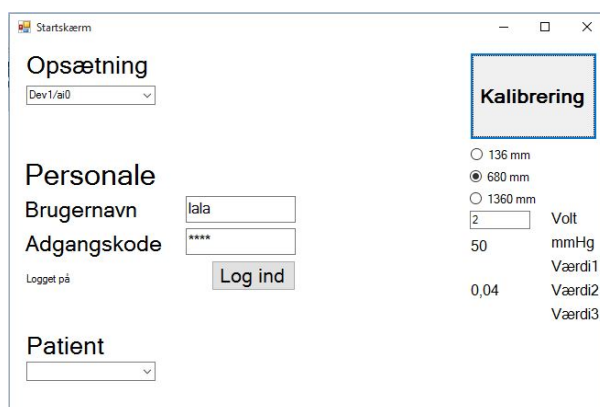 Startskærm
Opsætning
Dev1/ai0
Kalibrering
136 mm
680 mm
1360 mm
Personale
Brugernavn lala
Adgangskode ****
Logget på Log ind
2 Volt
50 mmHg
Værdi1
0,04 Værdi2
Værdi3
Patient